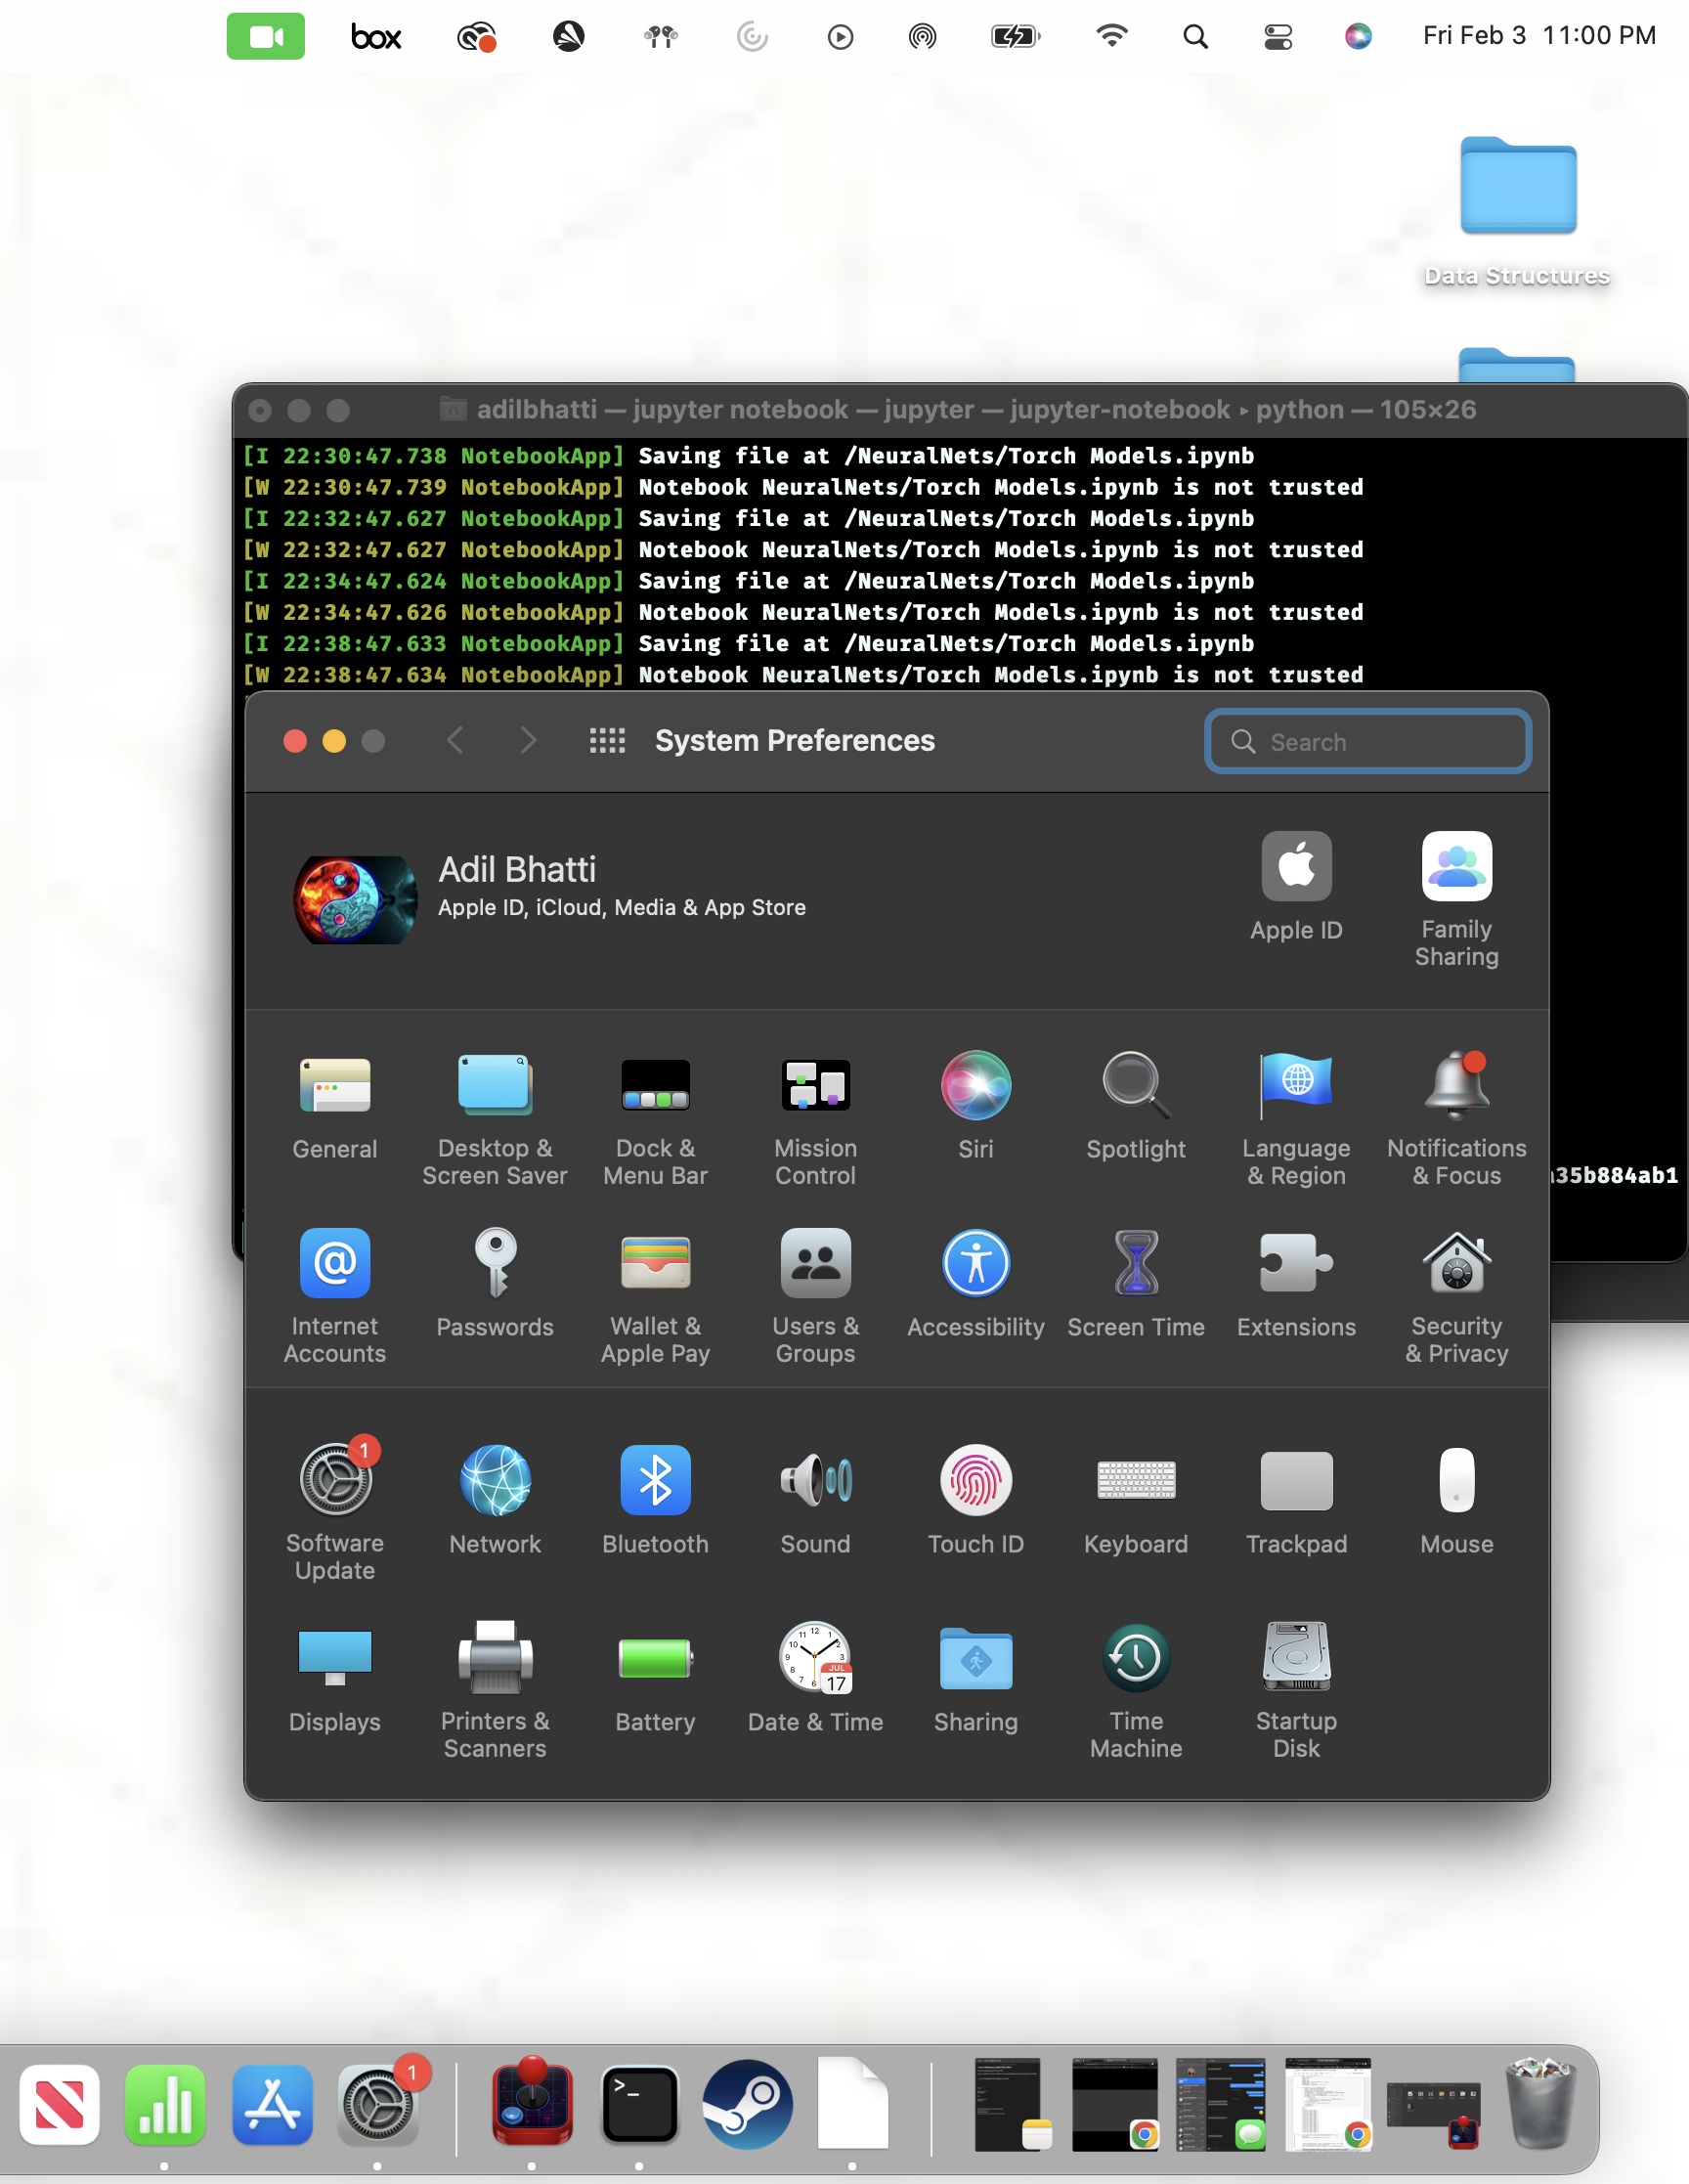 box
Fri Feb 3 11:00 PM
Data Structures
adilbhatti — jupyter notebook — jupyter — jupyter-notebook ▸ python — 105×26
[I 22:30:47.738 NotebookApp] Saving file at /NeuralNets/Torch Models.ipynb
[W 22:30:47.739 NotebookApp] Notebook NeuralNets/Torch Models.ipynb is not trusted
[I 22:32:47.627 NotebookApp] Saving file at /NeuralNets/Torch Models.ipynb
[W 22:32:47.627 NotebookApp] Notebook NeuralNets/Torch Models.ipynb is not trusted
[I 22:34:47.624 NotebookApp] Saving file at /NeuralNets/Torch Models.ipynb
[W 22:34:47.626 NotebookApp] Notebook NeuralNets/Torch Models.ipynb is not trusted
[I 22:38:47.633 NotebookApp] Saving file at /NeuralNets/Torch Models.ipynb
[W 22:38:47.634 NotebookApp] Notebook NeuralNets/Torch Models.ipynb is not trusted
System Preferences
Search
Adil Bhatti
Apple ID, iCloud, Media & App Store
Apple ID
Family
Sharing
General
Desktop &
Screen Saver
Dock &
Menu Bar
Mission
Control
Siri
Spotlight
Language
& Region
Notifications
& Focus
35b884ab1
Internet
Accounts
Passwords
Wallet &
Apple Pay
Users &
Groups
Accessibility
Screen Time
Extensions
Security
& Privacy
1
Software
Update
Network
Bluetooth
Sound
Touch ID
Keyboard
Trackpad
Mouse
JUL
17
Displays
Printers &
Scanners
Battery
Date & Time
Sharing
Time
Machine
Startup
Disk
1
>_